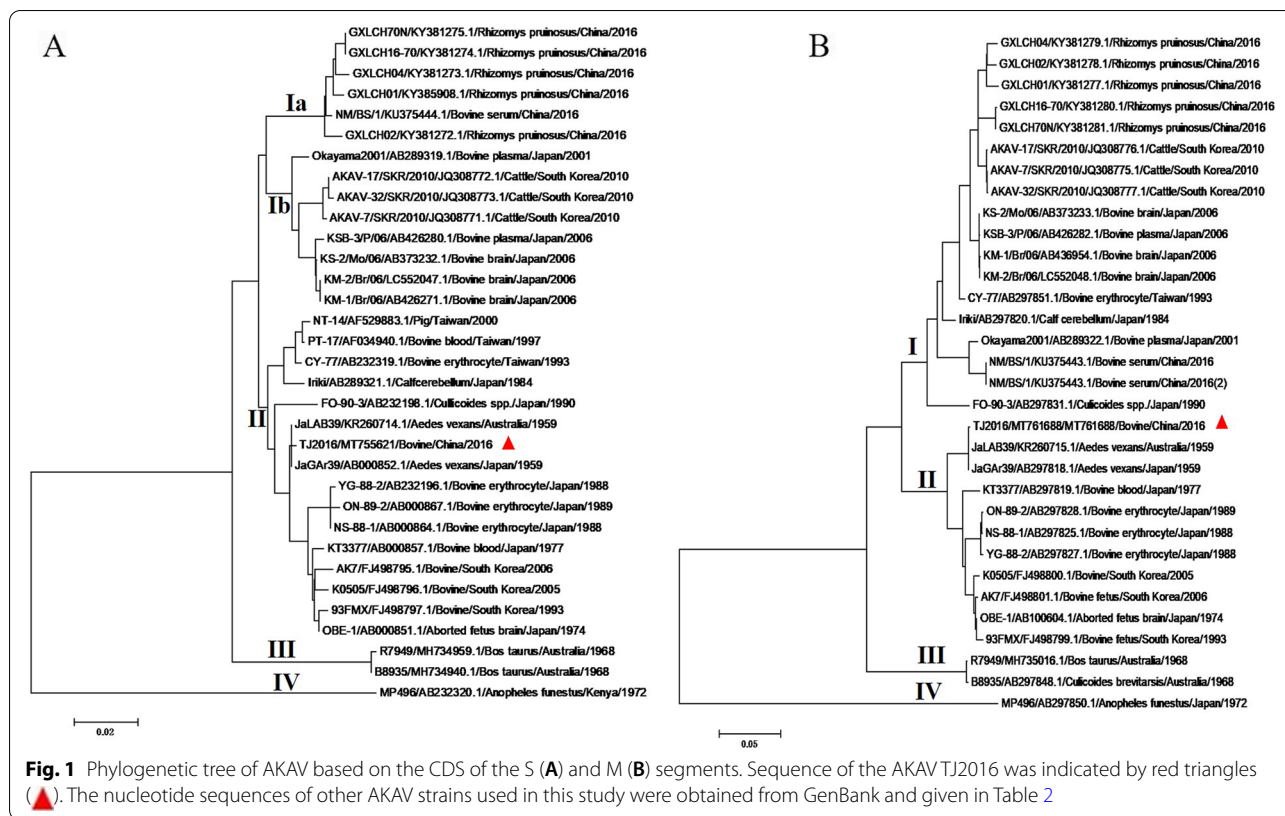 A
GXLCH70N/KY381275.1/Rhizomys pruinosus/China/2016
GXLCH16-70/KY381274.1/Rhizomys pruinosus/China/2016
GXLCH04/KY381273.1/Rhizomys pruinosus/China/2016
GXLCH01/KY385908.1/Rhizomys pruinosus/China/2016
Ia
NM/BS/1/KU375444.1/Bovine serum/China/2016
GXLCH02/KY381272.1/Rhizomys pruinosus/China/2016
Okayama2001/AB289319.1/Bovine plasma/Japan/2001
AKAV-17/SKR/2010/JQ308772.1/Cattle/South Korea/2010
AKAV-32/SKR/2010/JQ308773.1/Cattle/South Korea/2010
Ib
AKAV-7/SKR/2010/JQ308771.1/Cattle/South Korea/2010
KSB-3/P/06/AB426280.1/Bovine plasma/Japan/2006
KS-2/Mo/06/AB373232.1/Bovine brain/Japan/2006
KM-2/Br/06/LC552047.1/Bovine brain/Japan/2006
KM-1/Br/06/AB426271.1/Bovine brain/Japan/2006
NT-14/AF529883.1/Pig/Taiwan/2000
PT-17/AF034940.1/Bovine blood/Taiwan/1997
CY-77/AB232319.1/Bovine erythrocyte/Taiwan/1993
Iriki/AB289321.1/Calfcerebellum/Japan/1984
II
FO-90-3/AB232198.1/Culicoides spp./Japan/1990
JaLAB39/KR260714.1/Aedes vexans/Australia/1959
TJ2016/MT755621/Bovine/China/2016
JaGAr39/AB000852.1/Aedes vexans/Japan/1959
YG-88-2/AB232196.1/Bovine erythrocyte/Japan/1988
ON-89-2/AB000867.1/Bovine erythrocyte/Japan/1989
NS-88-1/AB000864.1/Bovine erythrocyte/Japan/1988
KT3377/AB000857.1/Bovine blood/Japan/1977
AK7/FJ498795.1/Bovine/South Korea/2006
K0505/FJ498796.1/Bovine/South Korea/2005
93FMX/FJ498797.1/Bovine/South Korea/1993
OBE-1/AB000851.1/Aborted fetus brain/Japan/1974
III
R7949/MH734959.1/Bos taurus/Australia/1968
B8935/MH734940.1/Bos taurus/Australia/1968
IV
MP496/AB232320.1/Anopheles funestus/Kenya/1972
0.02
B
GXLCH04/KY381279.1/Rhizomys pruinosus/China/2016
GXLCH02/KY381278.1/Rhizomys pruinosus/China/2016
GXLCH01/KY381277.1/Rhizomys pruinosus/China/2016
GXLCH16-70/KY381280.1/Rhizomys pruinosus/China/2016
GXLCH70N/KY381281.1/Rhizomys pruinosus/China/2016
AKAV-17/SKR/2010/JQ308776.1/Cattle/South Korea/2010
AKAV-7/SKR/2010/JQ308775.1/Cattle/South Korea/2010
AKAV-32/SKR/2010/JQ308777.1/Cattle/South Korea/2010
KS-2/Mo/06/AB373233.1/Bovine brain/Japan/2006
KSB-3/P/06/AB426282.1/Bovine plasma/Japan/2006
KM-1/Br/06/AB436954.1/Bovine brain/Japan/2006
KM-2/Br/06/LC552048.1/Bovine brain/Japan/2006
CY-77/AB297851.1/Bovine erythrocyte/Taiwan/1993
Iriki/AB297820.1/Calf cerebellum/Japan/1984
I
Okayama2001/AB289322.1/Bovine plasma/Japan/2001
NM/BS/1/KU375443.1/Bovine serum/China/2016
NM/BS/1/KU375443.1/Bovine serum/China/2016(2)
FO-90-3/AB297831.1/Culicoides spp./Japan/1990
TJ2016/MT761688/MT761688/Bovine/China/2016
JaLAB39/KR260715.1/Aedes vexans/Australia/1959
JaGAr39/AB297818.1/Aedes vexans/Japan/1959
II
KT3377/AB297819.1/Bovine blood/Japan/1977
ON-89-2/AB297828.1/Bovine erythrocyte/Japan/1989
NS-88-1/AB297825.1/Bovine erythrocyte/Japan/1988
YG-88-2/AB297827.1/Bovine erythrocyte/Japan/1988
K0505/FJ498800.1/Bovine/South Korea/2005
AK7/FJ498801.1/Bovine fetus/South Korea/2006
OBE-1/AB100604.1/Aborted fetus brain/Japan/1974
93FMX/FJ498799.1/Bovine fetus/South Korea/1993
III
R7949/MH735016.1/Bos taurus/Australia/1968
B8935/AB297848.1/Culicoides brevitarsis/Australia/1968
IV
MP496/AB297850.1/Anopheles funestus/Japan/1972
0.05
Fig. 1 Phylogenetic tree of AKAV based on the CDS of the S (A) and M (B) segments. Sequence of the AKAV TJ2016 was indicated by red triangles
(▲). The nucleotide sequences of other AKAV strains used in this study were obtained from GenBank and given in Table 2